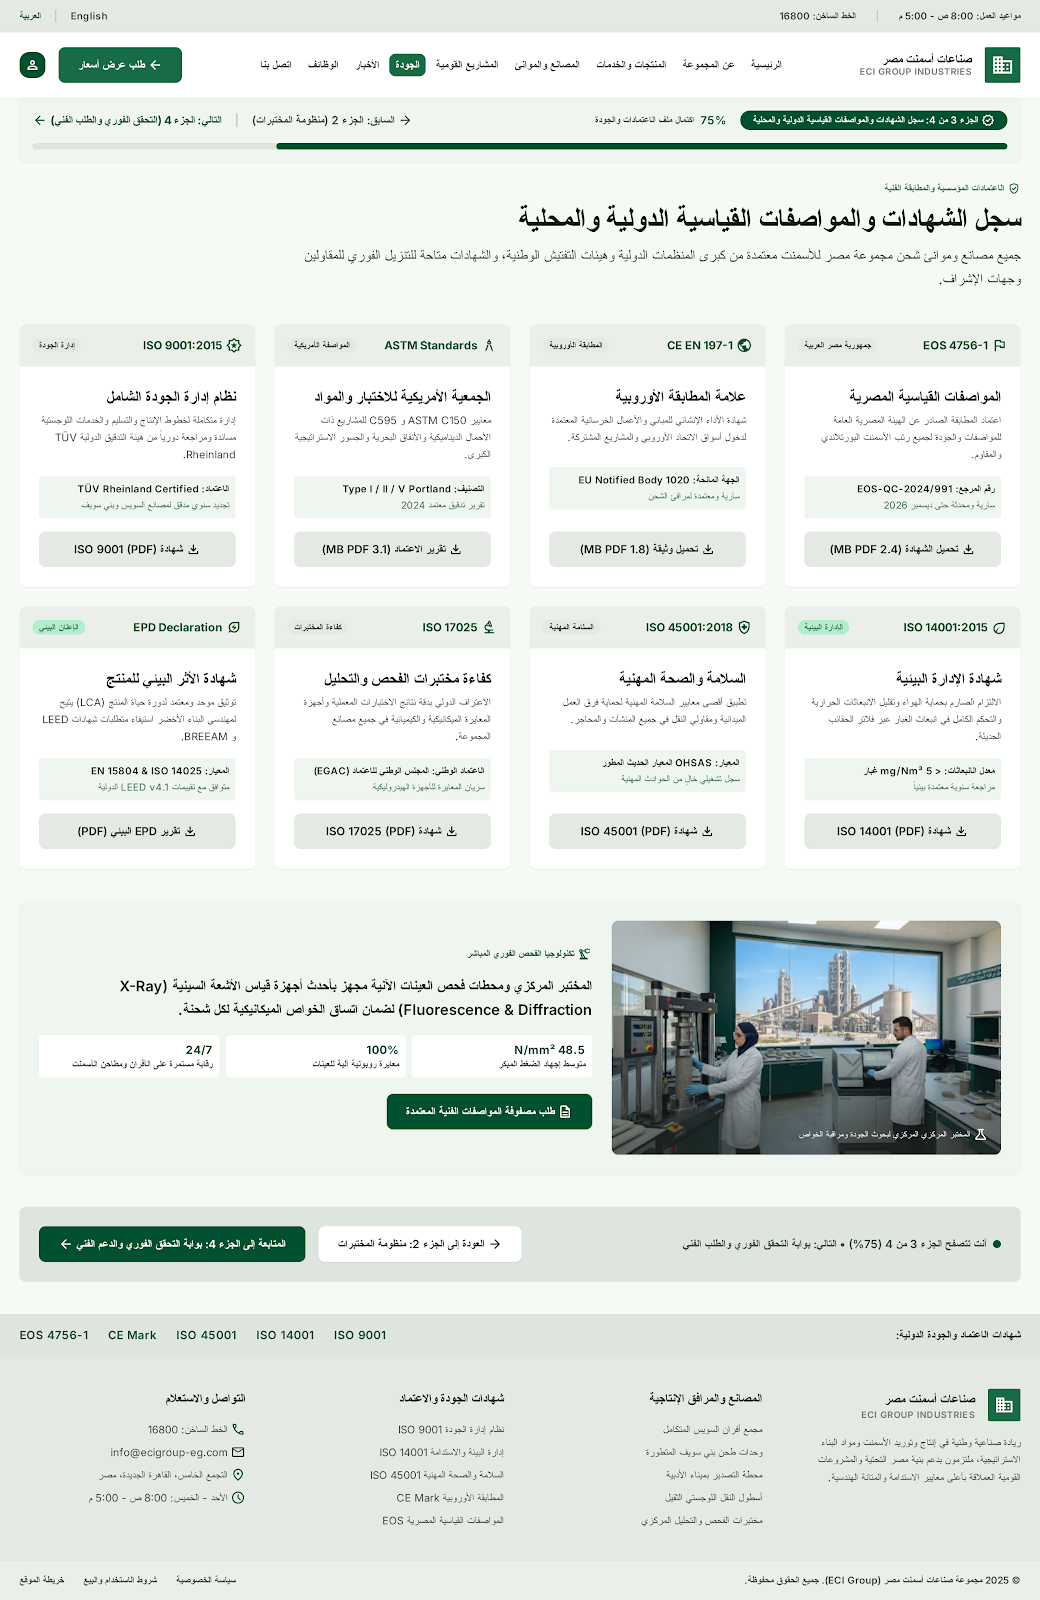 مواعيد العمل: 8:00 ص - 5:00 م
الخط الساخن: 16800
English
العربية
صناعات أسمنت مصر
ECI GROUP INDUSTRIES
الرئيسية
عن المجموعة
المنتجات والخدمات
المصانع والموانئ
المشاريع القومية
الجودة
الأخبار
الوظائف
اتصل بنا
طلب عرض أسعار
الجزء 3 من 4: سجل الشهادات والمواصفات القياسية الدولية والمحلية
75% اكتمال ملف الاعتمادات والجودة
السابق: الجزء 2 (منظومة المختبرات)
التالي: الجزء 4 (التحقق الفوري والطلب الفني)
الاعتمادات المؤسسية والمطابقة الفنية
سجل الشهادات والمواصفات القياسية الدولية والمحلية
جميع مصانع وموانئ شحن مجموعة مصر للأسمنت معتمدة من كبرى المنظمات الدولية وهيئات التفتيش الوطنية، والشهادات متاحة للتنزيل الفوري للمقاولين
وجهات الإشراف.
EOS 4756-1
جمهورية مصر العربية
المواصفات القياسية المصرية
اعتماد المطابقة الصادر عن الهيئة المصرية العامة
للمواصفات والجودة لجميع رتب الأسمنت البورتلاندي
والمقاوم.
رقم المرجع: EOS-QC-2024/991
سارية ومحدثة حتى ديسمبر 2026
تحميل الشهادة (MB PDF 2.4)
CE EN 197-1
المطابقة الأوروبية
علامة المطابقة الأوروبية
شهادة الأداء الإنشائي للمباني والأعمال الخرسانية المعتمدة
لدخول أسواق الاتحاد الأوروبي والمشاريع المشتركة.
الجهة المانحة: EU Notified Body 1020
سارية ومعتمدة لمرافئ الشحن
تحميل وثيقة (MB PDF 1.8)
ASTM Standards
المواصفة الأمريكية
الجمعية الأمريكية للاختبار والمواد
معايير ASTM C150 و C595 للمشاريع ذات
الأحمال الديناميكية والأنفاق البحرية والجسور الاستراتيجية
الكبرى.
التصنيف: Type I / II / V Portland
تقرير تدقيق معتمد 2024
تقرير الاعتماد (MB PDF 3.1)
ISO 9001:2015
إدارة الجودة
نظام إدارة الجودة الشامل
إدارة متكاملة لخطوط الإنتاج والتسليم والخدمات اللوجستية
مساندة ومراجعة دورياً من هيئة التدقيق الدولية TÜV
Rheinland.
الاعتماد: TÜV Rheinland Certified
تجديد سنوي مدقق لمصانع السويس وبني سويف
شهادة ISO 9001 (PDF)
ISO 14001:2015
الإدارة البيئية
شهادة الإدارة البيئية
الالتزام الصارم بحماية الهواء وتقليل الانبعاثات الحرارية
والتحكم الكامل في انبعاث الغبار عبر فلاتر الحقائب
الحديثة.
معدل الانبعاثات: < 5 mg/Nm³ غبار
مراجعة سنوية معتمدة بيئياً
شهادة ISO 14001 (PDF)
ISO 45001:2018
السلامة المهنية
السلامة والصحة المهنية
تطبيق أقصى معايير السلامة المهنية لحماية فرق العمل
الميدانية ومقاولي النقل في جميع المنشآت والمحاجر.
المعيار: OHSAS المعيار الحديث المطور
سجل تشغيلي خالٍ من الحوادث المهنية
شهادة ISO 45001 (PDF)
ISO 17025
كفاءة المختبرات
كفاءة مختبرات الفحص والتحليل
الاعتراف الدولي بدقة نتائج الاختبارات المعملية وأجهزة
المعايرة الميكانيكية والكيميائية في جميع مصانع
المجموعة.
الاعتماد الوطني: المجلس الوطني للاعتماد (EGAC)
سريان المعايرة للأجهزة الهيدروليكية
شهادة ISO 17025 (PDF)
EPD Declaration
الإعلان البيئي
شهادة الأثر البيئي للمنتج
توثيق موحد ومعتمد لدورة حياة المنتج (LCA) يتيح
لمهندسي البناء الأخضر استيفاء متطلبات شهادات LEED
و BREEAM.
المعيار: EN 15804 & ISO 14025
متوافق مع تقييمات LEED v4.1 الدولية
تقرير EPD البيئي (PDF)
المختبر المركزي المركزي لبحوث الجودة ومراقبة الخواص
تكنولوجيا الفحص الفوري المباشر
المختبر المركزي ومحطات فحص العينات الآنية مجهز بأحدث أجهزة قياس الأشعة السينية (X-Ray
Fluorescence & Diffraction) لضمان اتساق الخواص الميكانيكية لكل شحنة.
N/mm² 48.5
متوسط إجهاد الضغط المبكر
100%
معايرة روبوتية آلية للعينات
24/7
رقابة مستمرة على الأفران ومطاحن الأسمنت
طلب مصفوفة المواصفات الفنية المعتمدة
أنت تتصفح الجزء 3 من 4 (75%) • التالي: بوابة التحقق الفوري والطلب الفني
العودة إلى الجزء 2: منظومة المختبرات
المتابعة إلى الجزء 4: بوابة التحقق الفوري والدعم الفني
شهادات الاعتماد والجودة الدولية:
ISO 9001
ISO 14001
ISO 45001
CE Mark
EOS 4756-1
صناعات أسمنت مصر
ECI GROUP INDUSTRIES
ريادة صناعية وطنية في إنتاج وتوريد الأسمنت ومواد البناء
الاستراتيجية، ملتزمون بدعم بنية مصر التحتية والمشروعات
القومية العملاقة بأعلى معايير الاستدامة والمتانة الهندسية.
المصانع والمرافق الإنتاجية
مجمع أفران السويس المتكامل
وحدات طحن بني سويف المتطورة
محطة التصدير بميناء الأدبية
أسطول النقل اللوجستي الثقيل
مختبرات الفحص والتحليل المركزي
شهادات الجودة والاعتماد
نظام إدارة الجودة ISO 9001
إدارة البيئة والاستدامة ISO 14001
السلامة والصحة المهنية ISO 45001
المطابقة الأوروبية CE Mark
المواصفات القياسية المصرية EOS
التواصل والاستعلام
الخط الساخن: 16800
info@ecigroup-eg.com
التجمع الخامس، القاهرة الجديدة، مصر
الأحد - الخميس: 8:00 ص - 5:00 م
© 2025 مجموعة صناعات أسمنت مصر (ECI Group). جميع الحقوق محفوظة.
سياسة الخصوصية
شروط الاستخدام والبيع
خريطة الموقع